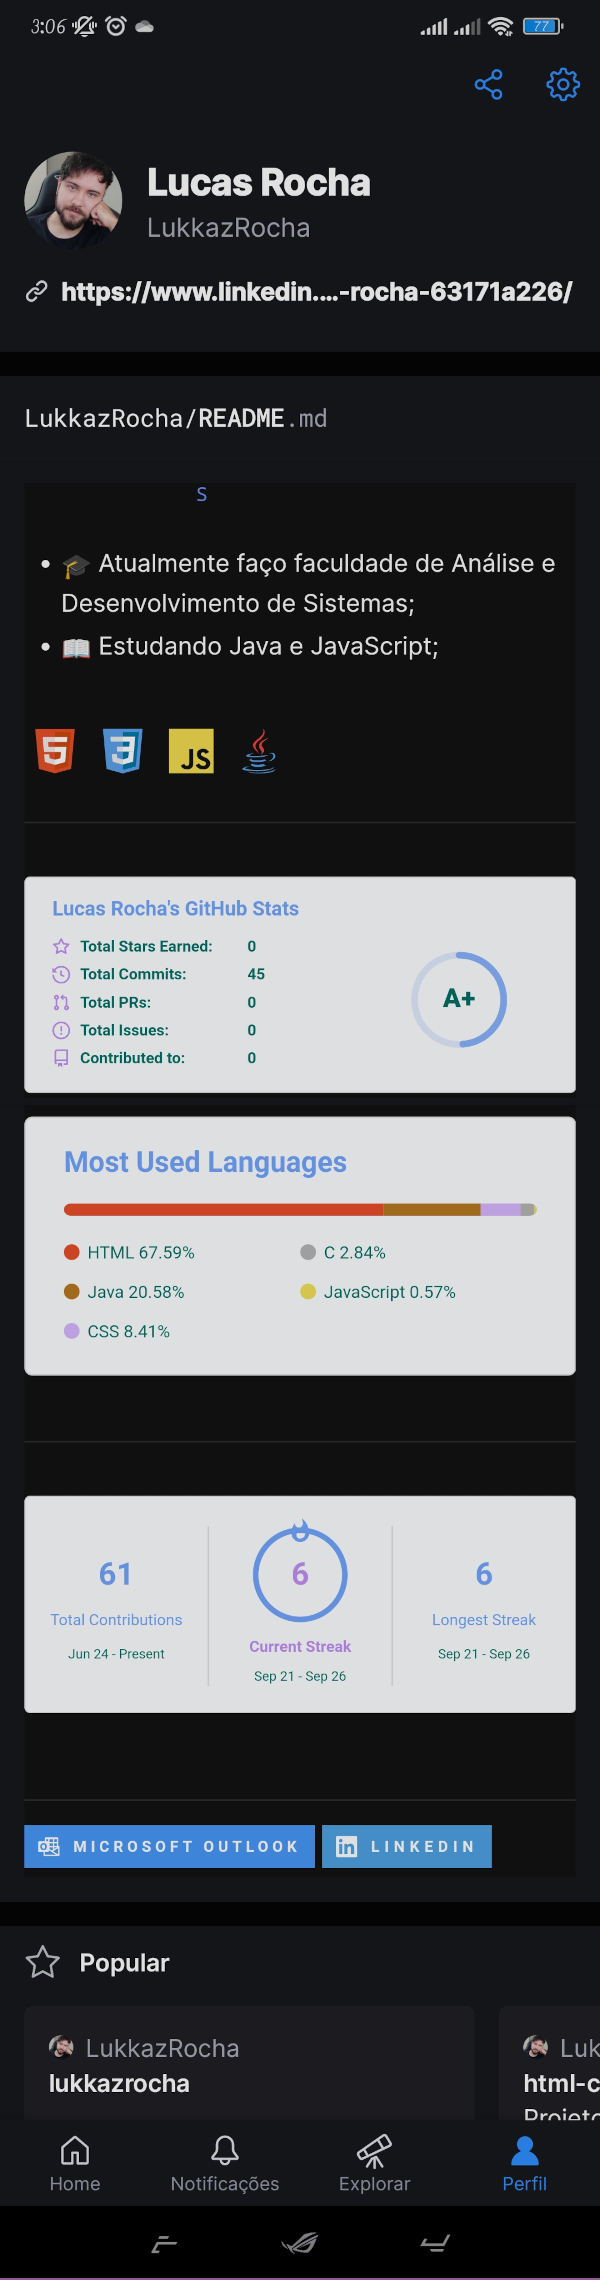 3:06
77
Lucas Rocha
LukkazRocha
https://www.linkedin....-rocha-63171a226/
LukkazRocha/README.md
S
• 🎓 Atualmente faço faculdade de Análise e
Desenvolvimento de Sistemas;
• 📖 Estudando Java e JavaScript;
5 3 JS
Lucas Rocha's GitHub Stats
Total Stars Earned: 0
Total Commits: 45
Total PRs: 0
Total Issues: 0
Contributed to: 0
A+
Most Used Languages
HTML 67.59%
Java 20.58%
CSS 8.41%
C 2.84%
JavaScript 0.57%
61
Total Contributions
Jun 24 - Present
6
Current Streak
Sep 21 - Sep 26
6
Longest Streak
Sep 21 - Sep 26
MICROSOFT OUTLOOK
in LINKEDIN
Popular
LukkazRocha
lukkazrocha
Luk
html-c
Projeto
Home
Notificações
Explorar
Perfil